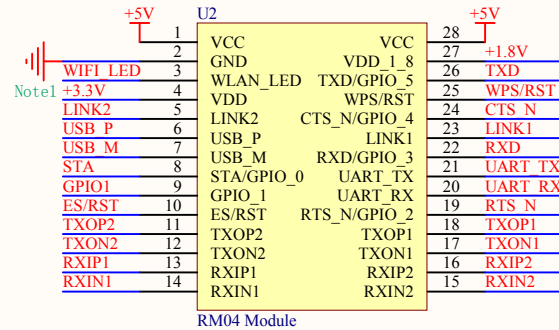 +5V U2 +5V
1 VCC VCC 28
2 GND VDD_1_8 27 +1.8V
WIFI_LED 3 WLAN_LED TXD/GPIO_5 26 TXD
Note1 +3.3V 4 VDD WPS/RST 25 WPS/RST
LINK2 5 LINK2 CTS_N/GPIO_4 24 CTS_N
USB_P 6 USB_P LINK1 23 LINK1
USB_M 7 USB_M RXD/GPIO_3 22 RXD
STA 8 STA/GPIO_0 UART_TX 21 UART_TX
GPIO1 9 GPIO_1 UART_RX 20 UART_RX
ES/RST 10 ES/RST RTS_N/GPIO_2 19 RTS_N
TXOP2 11 TXOP2 TXOP1 18 TXOP1
TXON2 12 TXON2 TXON1 17 TXON1
RXIP1 13 RXIP1 RXIP2 16 RXIP2
RXIN1 14 RXIN1 RXIN2 15 RXIN2
RM04 Module